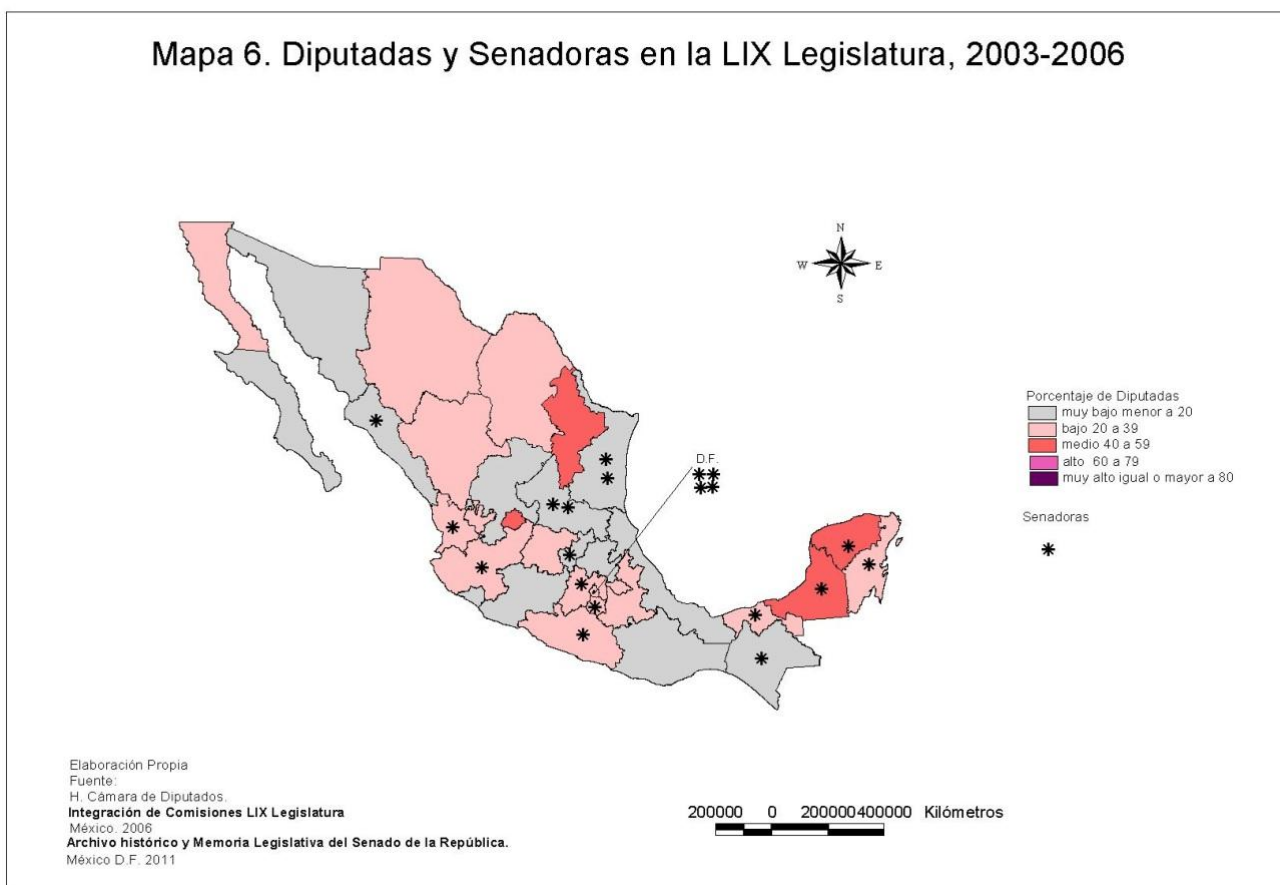 Mapa 6. Diputadas y Senadoras en la LIX Legislatura, 2003-2006
N
W E
S
D.F.
Porcentaje de Diputadas
muy bajo menor a 20
bajo 20 a 39
medio 40 a 59
alto 60 a 79
muy alto igual o mayor a 80
Senadoras
Elaboración Propia
Fuente:
H. Cámara de Diputados.
Integración de Comisiones LIX Legislatura
México. 2006
Archivo histórico y Memoria Legislativa del Senado de la República.
México D.F. 2011
200000 0 200000400000 Kilómetros